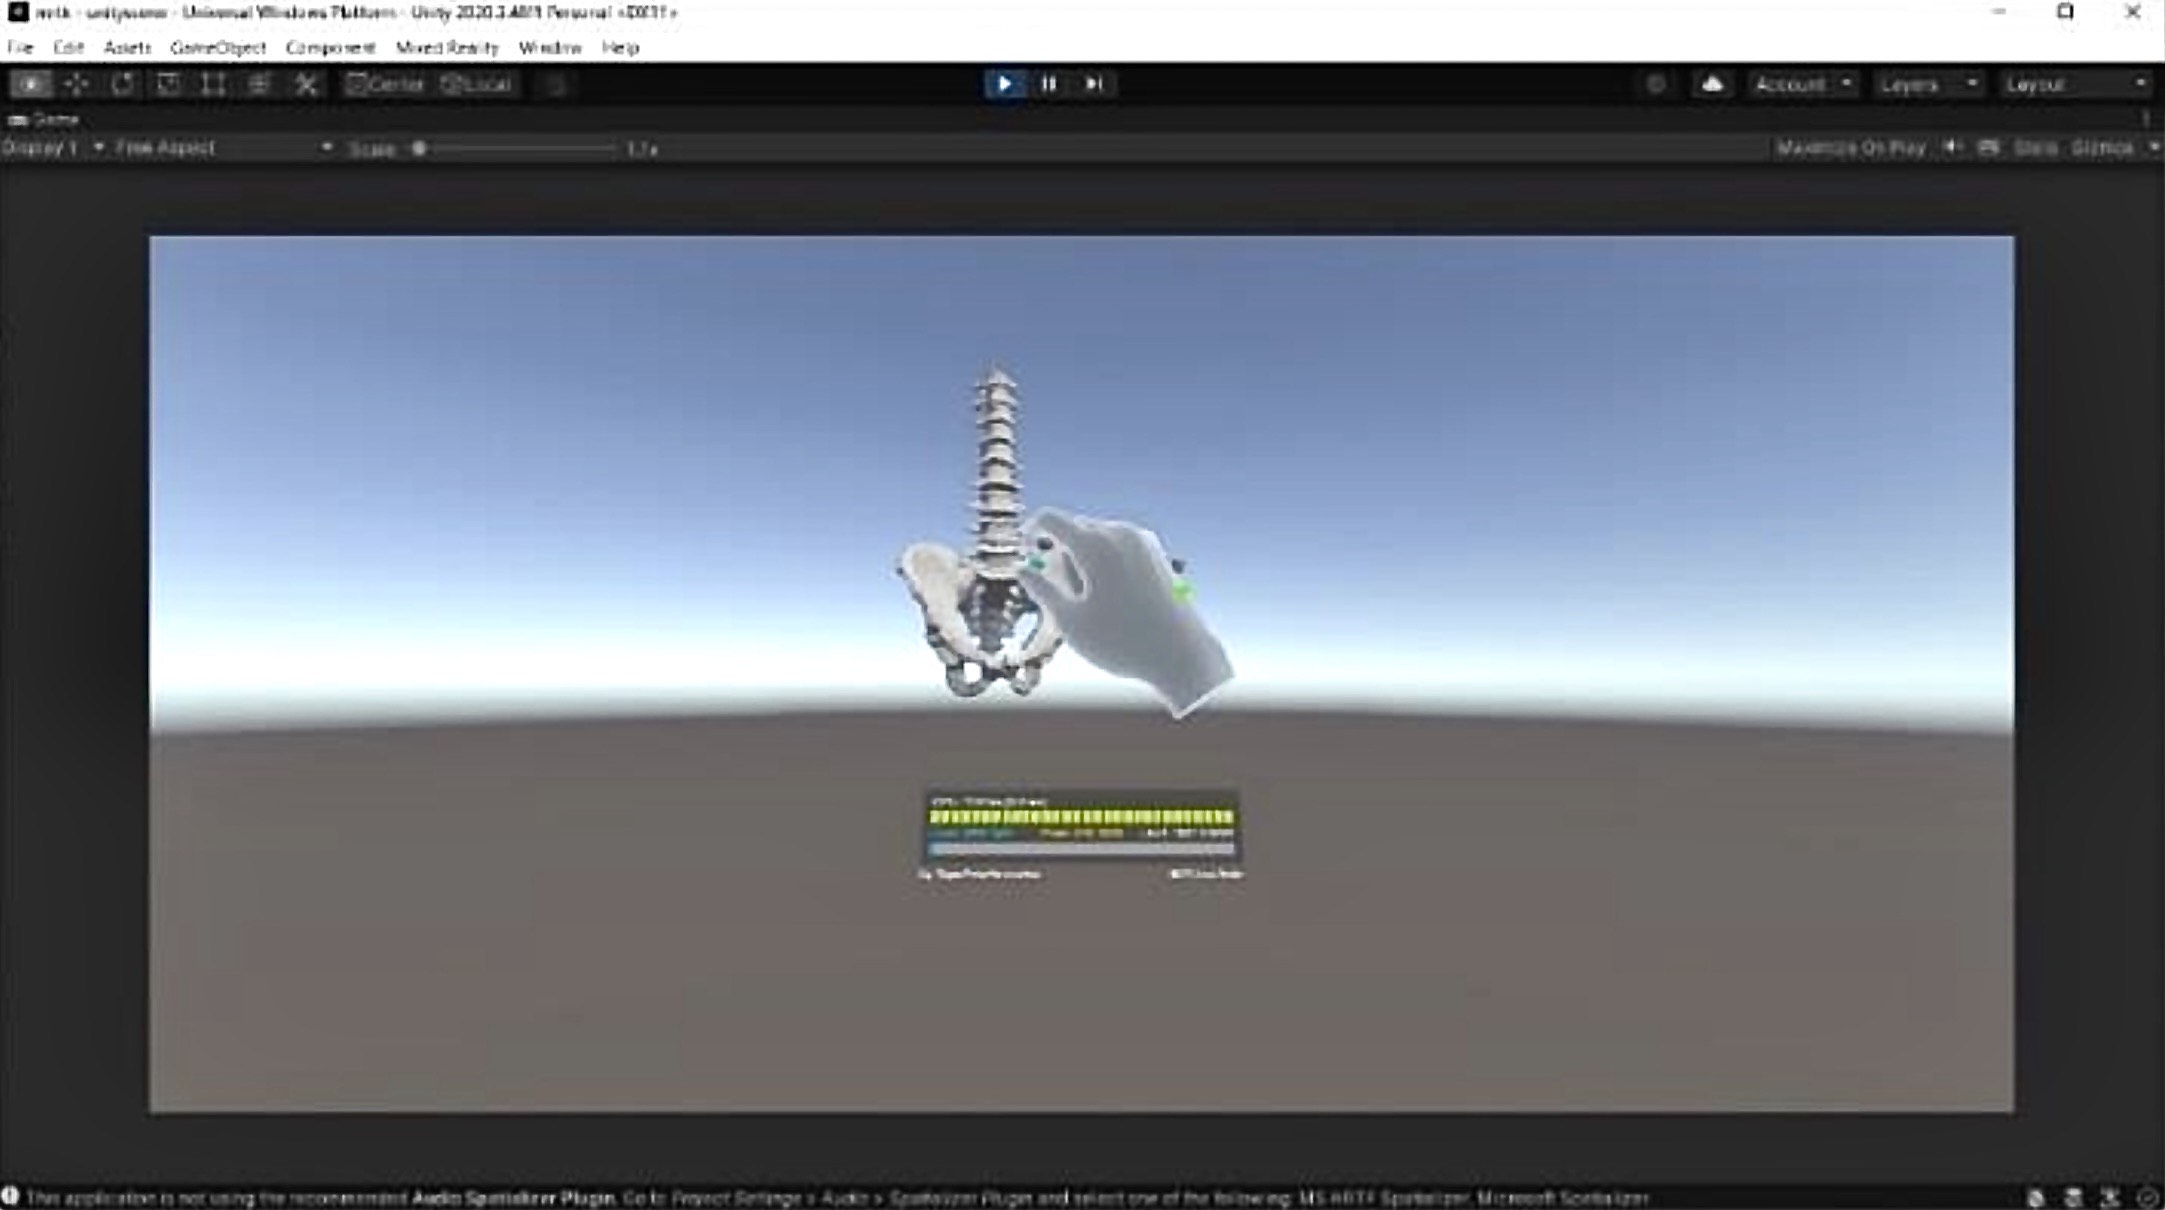 mrtk - unityscene - Universal Windows Platform - Unity 2020.3.48f1 Personal <DX11>
File Edit Assets GameObject Component Mixed Reality Window Help
Center Local Account Layers Layout
Game
Display 1 Free Aspect Scale 1.7x Maximize On Play Stats Gizmos
This application is not using the recommended Audio Spatializer Plugin. Go to Project Settings > Audio > Spatializer Plugin and select one of the following: MS HRTF Spatializer, Microsoft Spatializer